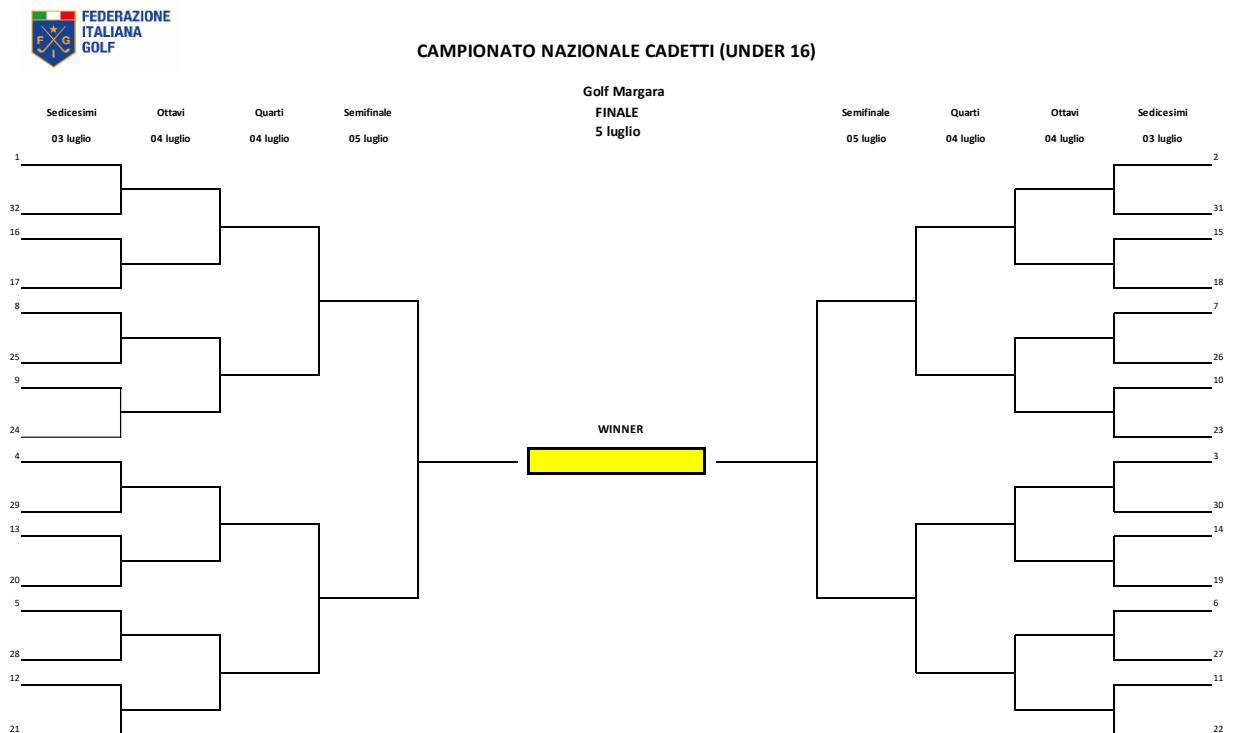 FEDERAZIONE
ITALIANA
GOLF
F G
I
CAMPIONATO NAZIONALE CADETTI (UNDER 16)
Golf Margara
FINALE
5 luglio
Sedicesimi Ottavi Quarti Semifinale Semifinale Quarti Ottavi Sedicesimi
03 luglio 04 luglio 04 luglio 05 luglio 05 luglio 04 luglio 04 luglio 03 luglio
1 2
32 31
16 15
17 18
8 7
25 26
9 10
24 23
WINNER
4 3
29 30
13 14
20 19
5 6
28 27
12 11
21 22